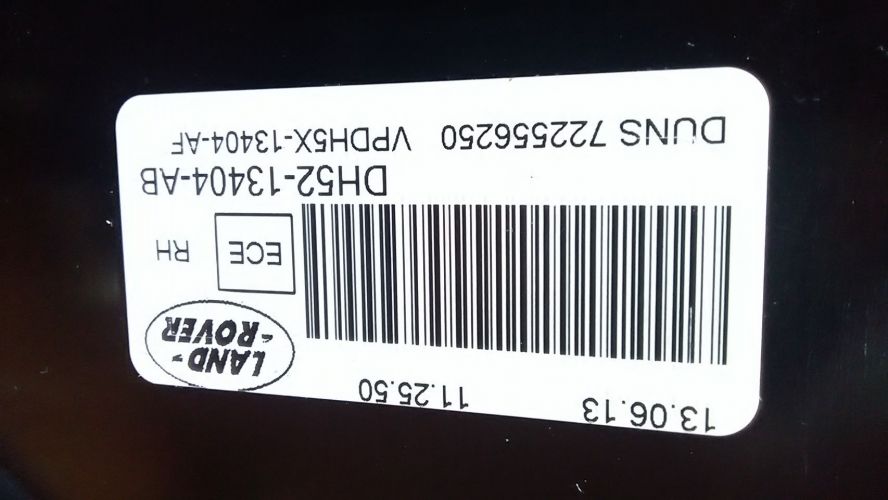 13.06.13 11.25.50
LAND-
-ROVER
ECE RH
DH52-13404-AB
DUNS 722556250 VPDH5X-13404-AF